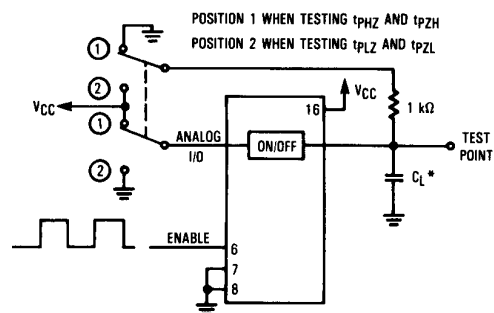 POSITION 1 WHEN TESTING tPHZ AND tPZH
POSITION 2 WHEN TESTING tPLZ AND tPZL
1
2
VCC
1
2
16
VCC
1 kΩ
ANALOG
I/O
ON/OFF
TEST
POINT
CL*
ENABLE
6
7
8